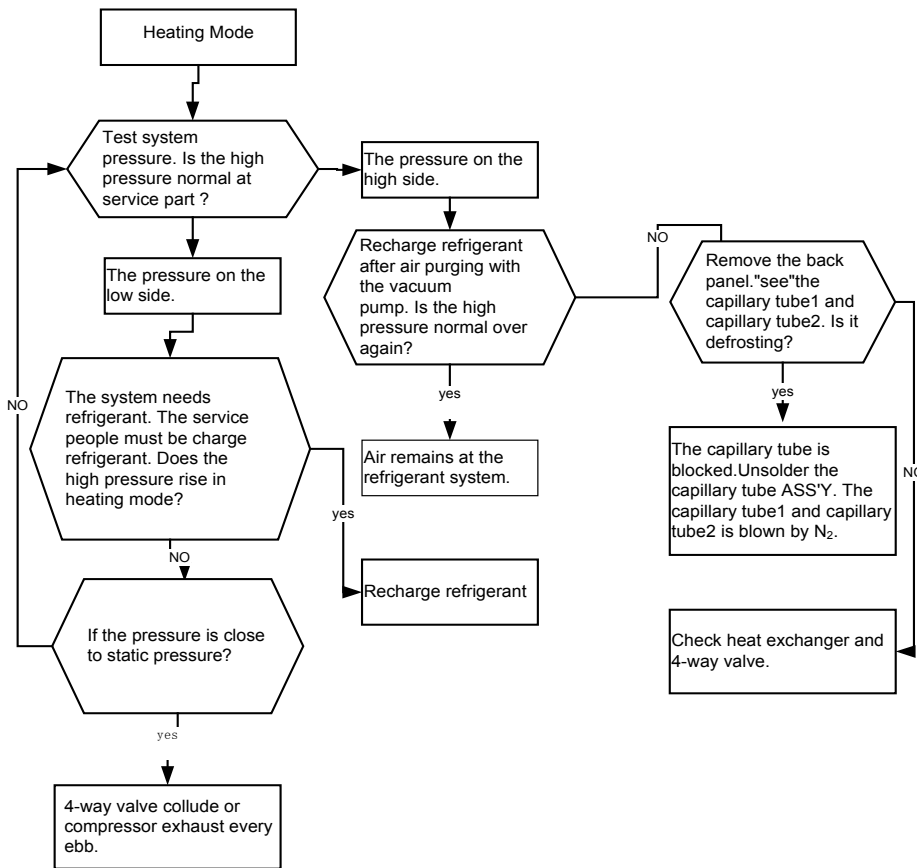 Heating Mode
Test system
pressure. Is the high
pressure normal at
service part ?
The pressure on the
high side.
The pressure on the
low side.
Recharge refrigerant
after air purging with
the vacuum
pump. Is the high
pressure normal over
again?
NO
Remove the back
panel."see"the
capillary tube1 and
capillary tube2. Is it
defrosting?
NO
The system needs
refrigerant. The service
people must be charge
refrigerant. Does the
high pressure rise in
heating mode?
yes
yes
Air remains at the
refrigerant system.
The capillary tube is
blocked.Unsolder the
capillary tube ASS'Y. The
capillary tube1 and capillary
tube2 is blown by N₂.
NO
yes
NO
Recharge refrigerant
If the pressure is close
to static pressure?
Check heat exchanger and
4-way valve.
yes
4-way valve collude or
compressor exhaust every
ebb.